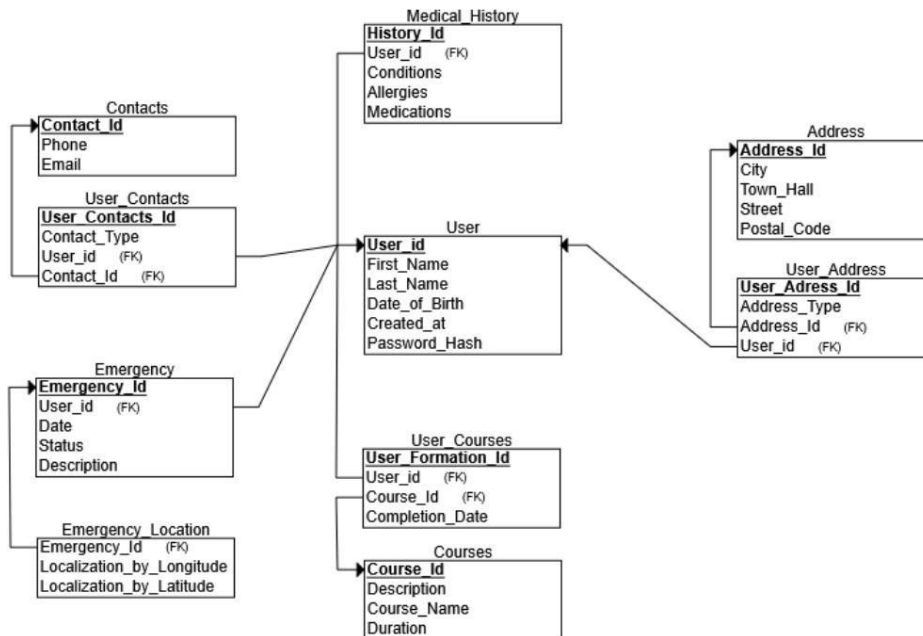 Medical_History
History_Id
User_id (FK)
Conditions
Allergies
Medications
Contacts
Contact_Id
Phone
Email
User_Contacts
User_Contacts_Id
Contact_Type
User_id (FK)
Contact_Id (FK)
User
User_id
First_Name
Last_Name
Date_of_Birth
Created_at
Password_Hash
Address
Address_Id
City
Town_Hall
Street
Postal_Code
User_Address
User_Adress_Id
Address_Type
Address_Id (FK)
User_id (FK)
Emergency
Emergency_Id
User_id (FK)
Date
Status
Description
Emergency_Location
Emergency_Id (FK)
Localization_by_Longitude
Localization_by_Latitude
User_Courses
User_Formation_Id
User_id (FK)
Course_Id (FK)
Completion_Date
Courses
Course_Id
Description
Course_Name
Duration